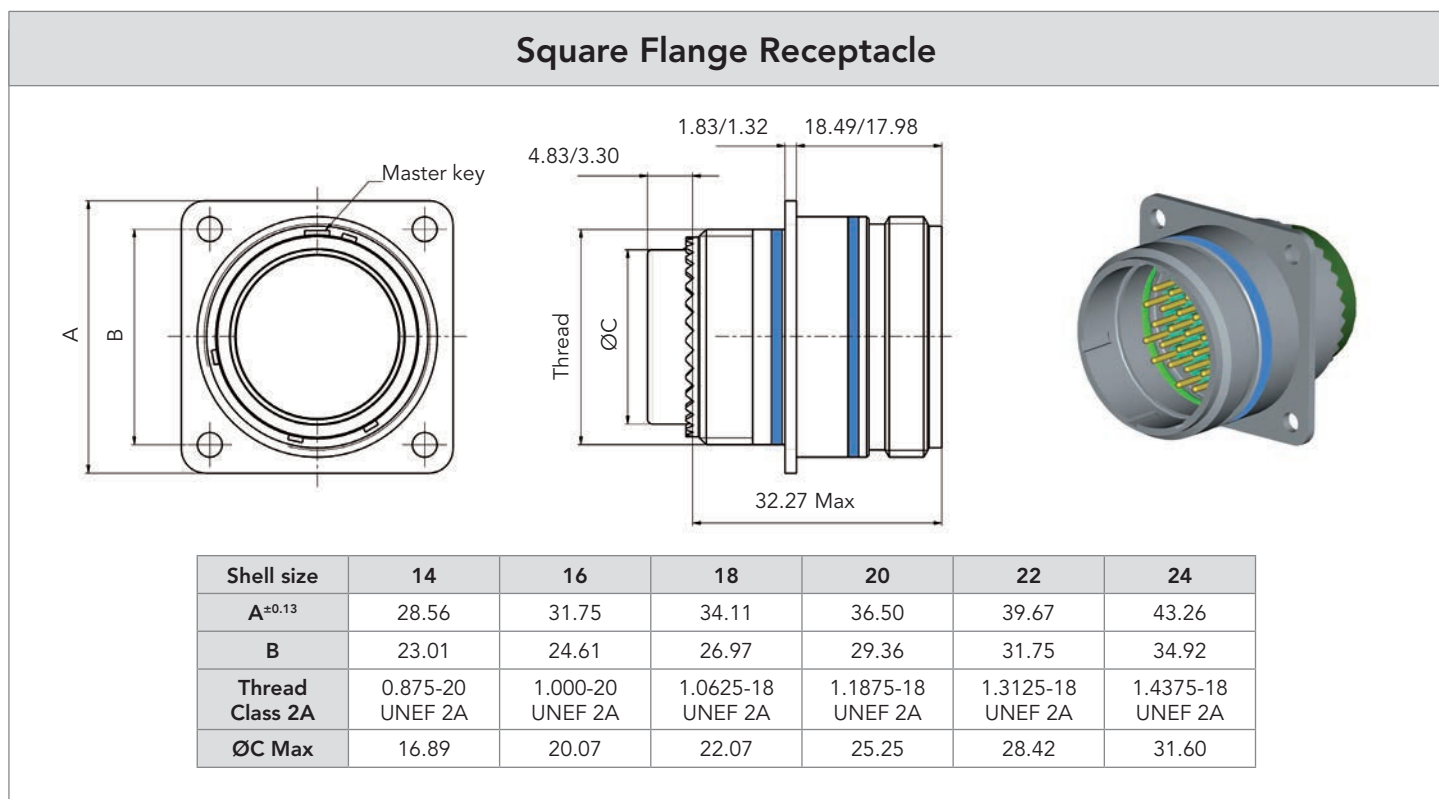 Square Flange Receptacle
1.83/1.32 18.49/17.98
4.83/3.30
Master key
A
B
Thread
ØC
32.27 Max
Shell size 14 16 18 20 22 24
A±0.13 28.56 31.75 34.11 36.50 39.67 43.26
B 23.01 24.61 26.97 29.36 31.75 34.92
Thread Class 2A 0.875-20 UNEF 2A 1.000-20 UNEF 2A 1.0625-18 UNEF 2A 1.1875-18 UNEF 2A 1.3125-18 UNEF 2A 1.4375-18 UNEF 2A
ØC Max 16.89 20.07 22.07 25.25 28.42 31.60